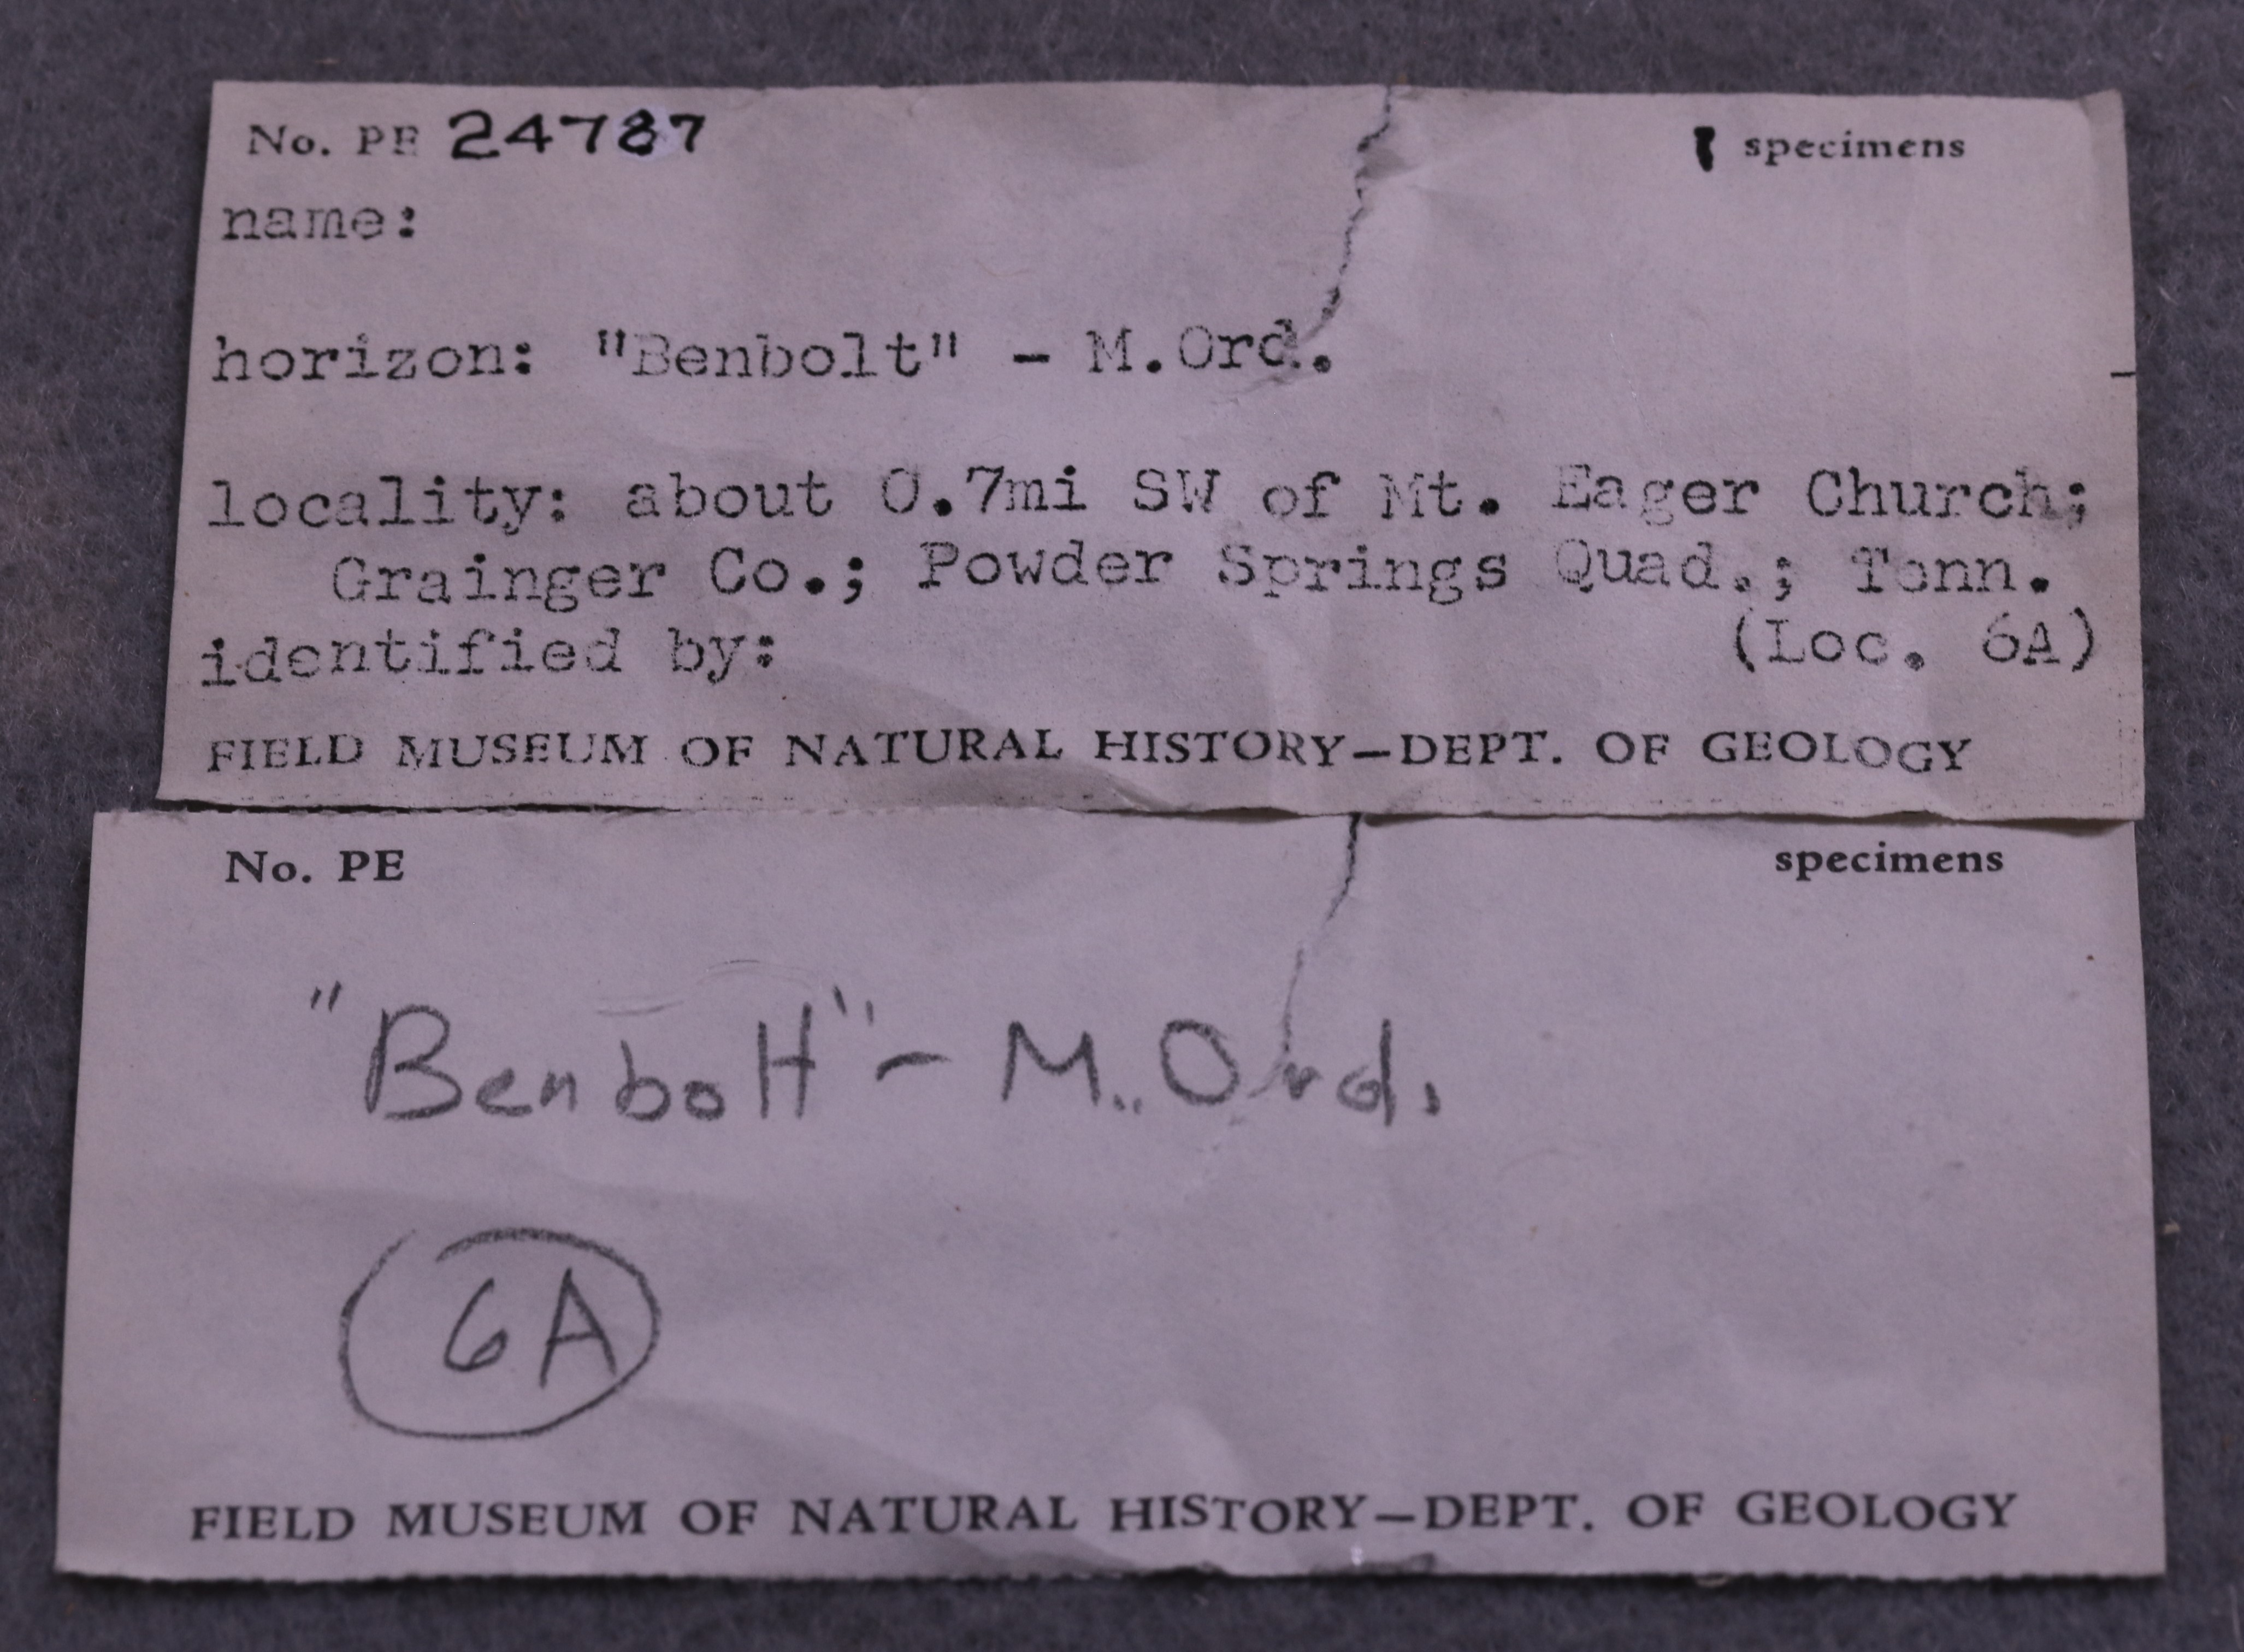 No. PE 24787
1 specimens
name:
horizon: "Benbolt" - M.Ord.
locality: about 0.7mi SW of Mt. Eager Church;
Grainger Co.; Powder Springs Quad.; Tenn.
identified by: (Loc. 6A)
FIELD MUSEUM OF NATURAL HISTORY—DEPT. OF GEOLOGY
No. PE specimens
"Benbolt" - M. Ord.
6A
FIELD MUSEUM OF NATURAL HISTORY—DEPT. OF GEOLOGY